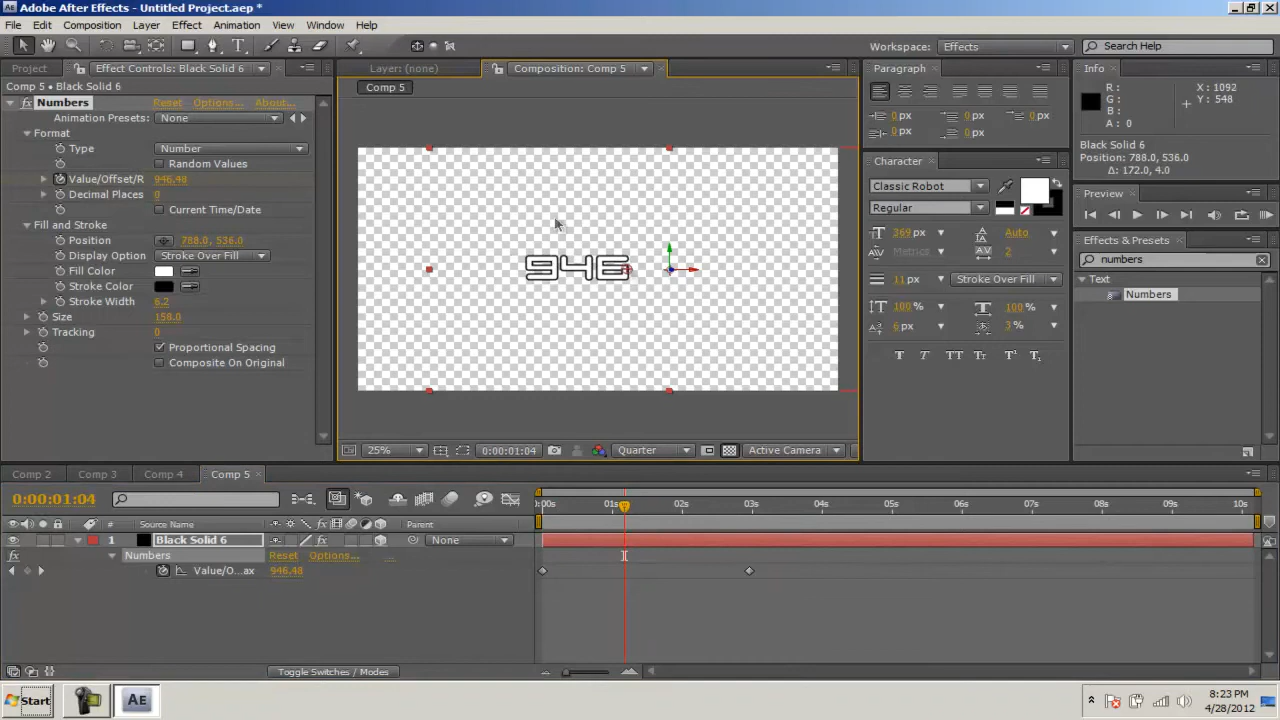 Adobe After Effects - Untitled Project.aep *
File Edit Composition Layer Effect Animation View Window Help
Workspace: Effects Search Help
Project Effect Controls: Black Solid 6 Layer: (none) Composition: Comp 5 Paragraph Info
Comp 5 • Black Solid 6
Comp 5
Numbers Reset Options... About...
Animation Presets: None
Format
Type Number
Random Values
Value/Offset/R 946.48
Decimal Places 0
Current Time/Date
Fill and Stroke
Position 788.0, 536.0
Display Option Stroke Over Fill
Fill Color
Stroke Color
Stroke Width 6.2
Size 158.0
Tracking 0
Proportional Spacing
Composite On Original
946
25% 0:00:01:04 Quarter Active Camera
0 px 0 px 0 px
0 px 0 px
Character
Classic Robot
Regular
369 px Auto
Metrics 2
11 px Stroke Over Fill
100% 100%
6 px 3 %
T T TT Tт T¹ T₁
R: X: 1092
G: Y: 548
B:
A: 0
Black Solid 6
Position: 788.0, 536.0
Δ: 172.0, 4.0
Preview
Effects & Presets
numbers
Text
Numbers
Comp 2 Comp 3 Comp 4 Comp 5
0:00:01:04
:00s 01s 02s 03s 04s 05s 06s 07s 08s 09s 10s
# Source Name fx Parent
1 Black Solid 6 fx None
fx Numbers Reset Options... ...
Value/O...ax 946.48
Toggle Switches / Modes
Start AE 8:23 PM
4/28/2012